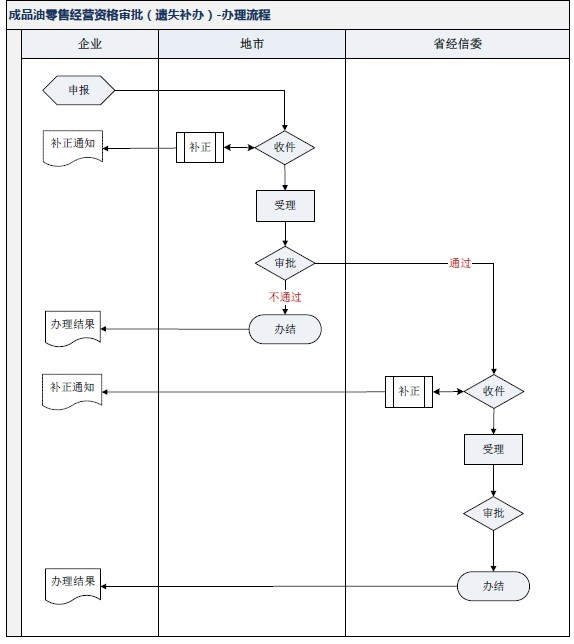 成品油零售经营资格审批（遗失补办）-办理流程
企业
地市
省经信委
申报
补正通知
补正
收件
受理
审批
通过
不通过
办理结果
办结
补正通知
补正
收件
受理
审批
办理结果
办结